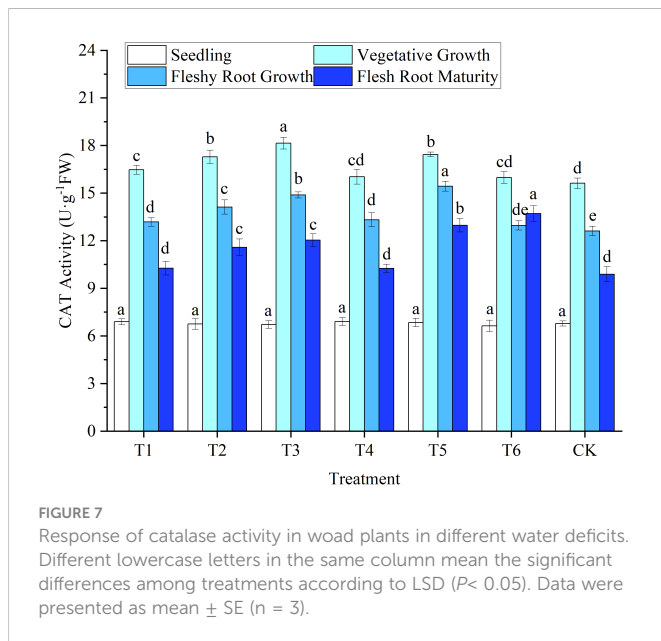 24
21
18
15
12
9
6
3
0
CAT Activity (U·g⁻¹FW)
Seedling
Vegetative Growth
Fleshy Root Growth
Flesh Root Maturity
a c d d
a b c c
a a b c
a cd d d
a b a b
a cd de a
a d e d
T1 T2 T3 T4 T5 T6 CK
Treatment
FIGURE 7
Response of catalase activity in woad plants in different water deficits.
Different lowercase letters in the same column mean the significant
differences among treatments according to LSD (P< 0.05). Data were
presented as mean ± SE (n = 3).